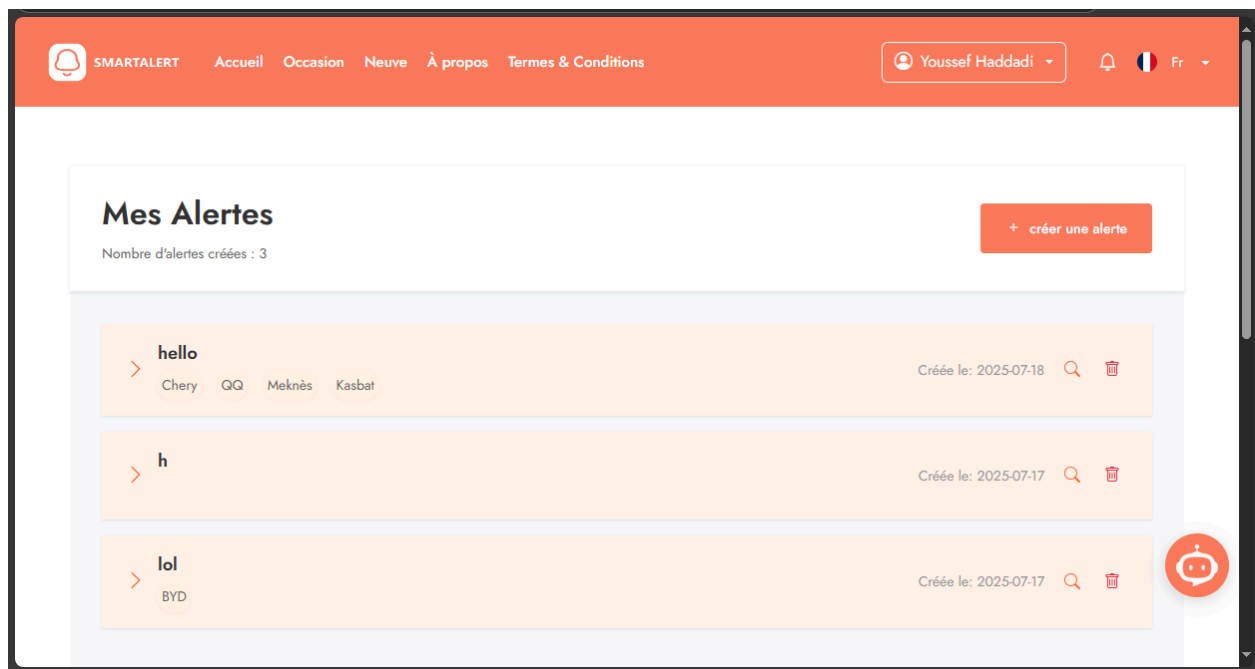 SMARTALERT Accueil Occasion Neuve À propos Termes & Conditions Youssef Haddadi Fr
Mes Alertes
+ créer une alerte
Nombre d'alertes créées : 3
hello
Chery QQ Meknès Kasbat
Créée le: 2025-07-18
h
Créée le: 2025-07-17
lol
BYD
Créée le: 2025-07-17